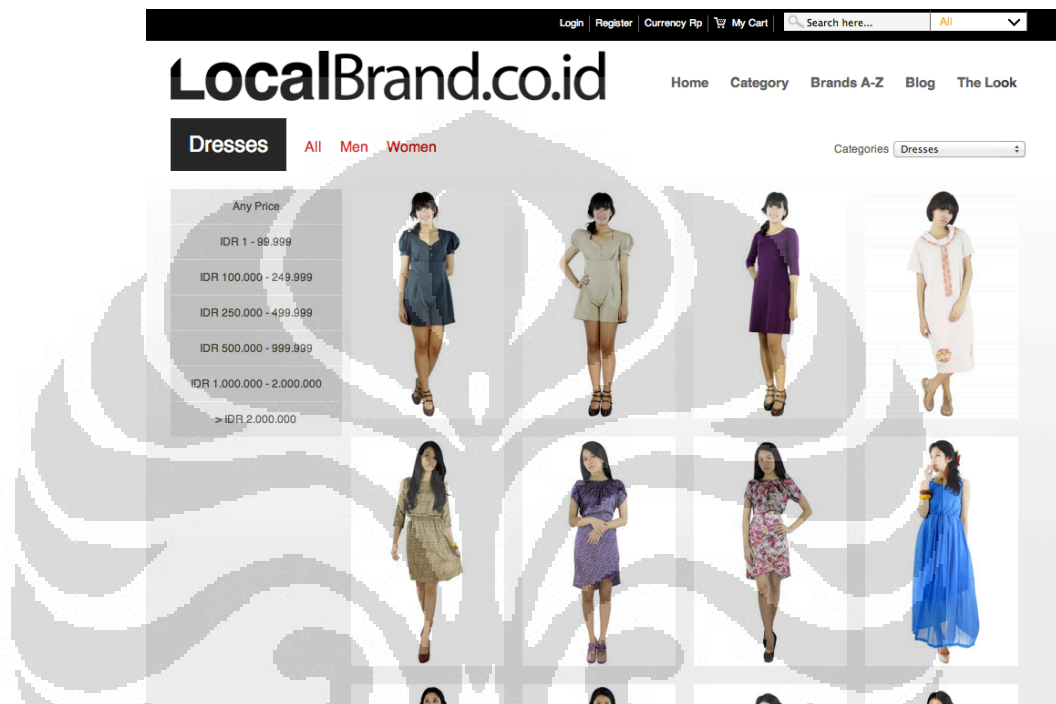 Login Register Currency Rp My Cart Search here... All
LocalBrand.co.id
Home Category Brands A-Z Blog The Look
Dresses All Men Women Categories Dresses
Any Price
IDR 1 - 99.999
IDR 100.000 - 249.999
IDR 250.000 - 499.999
IDR 500.000 - 999.999
IDR 1.000.000 - 2.000.000
> IDR 2.000.000